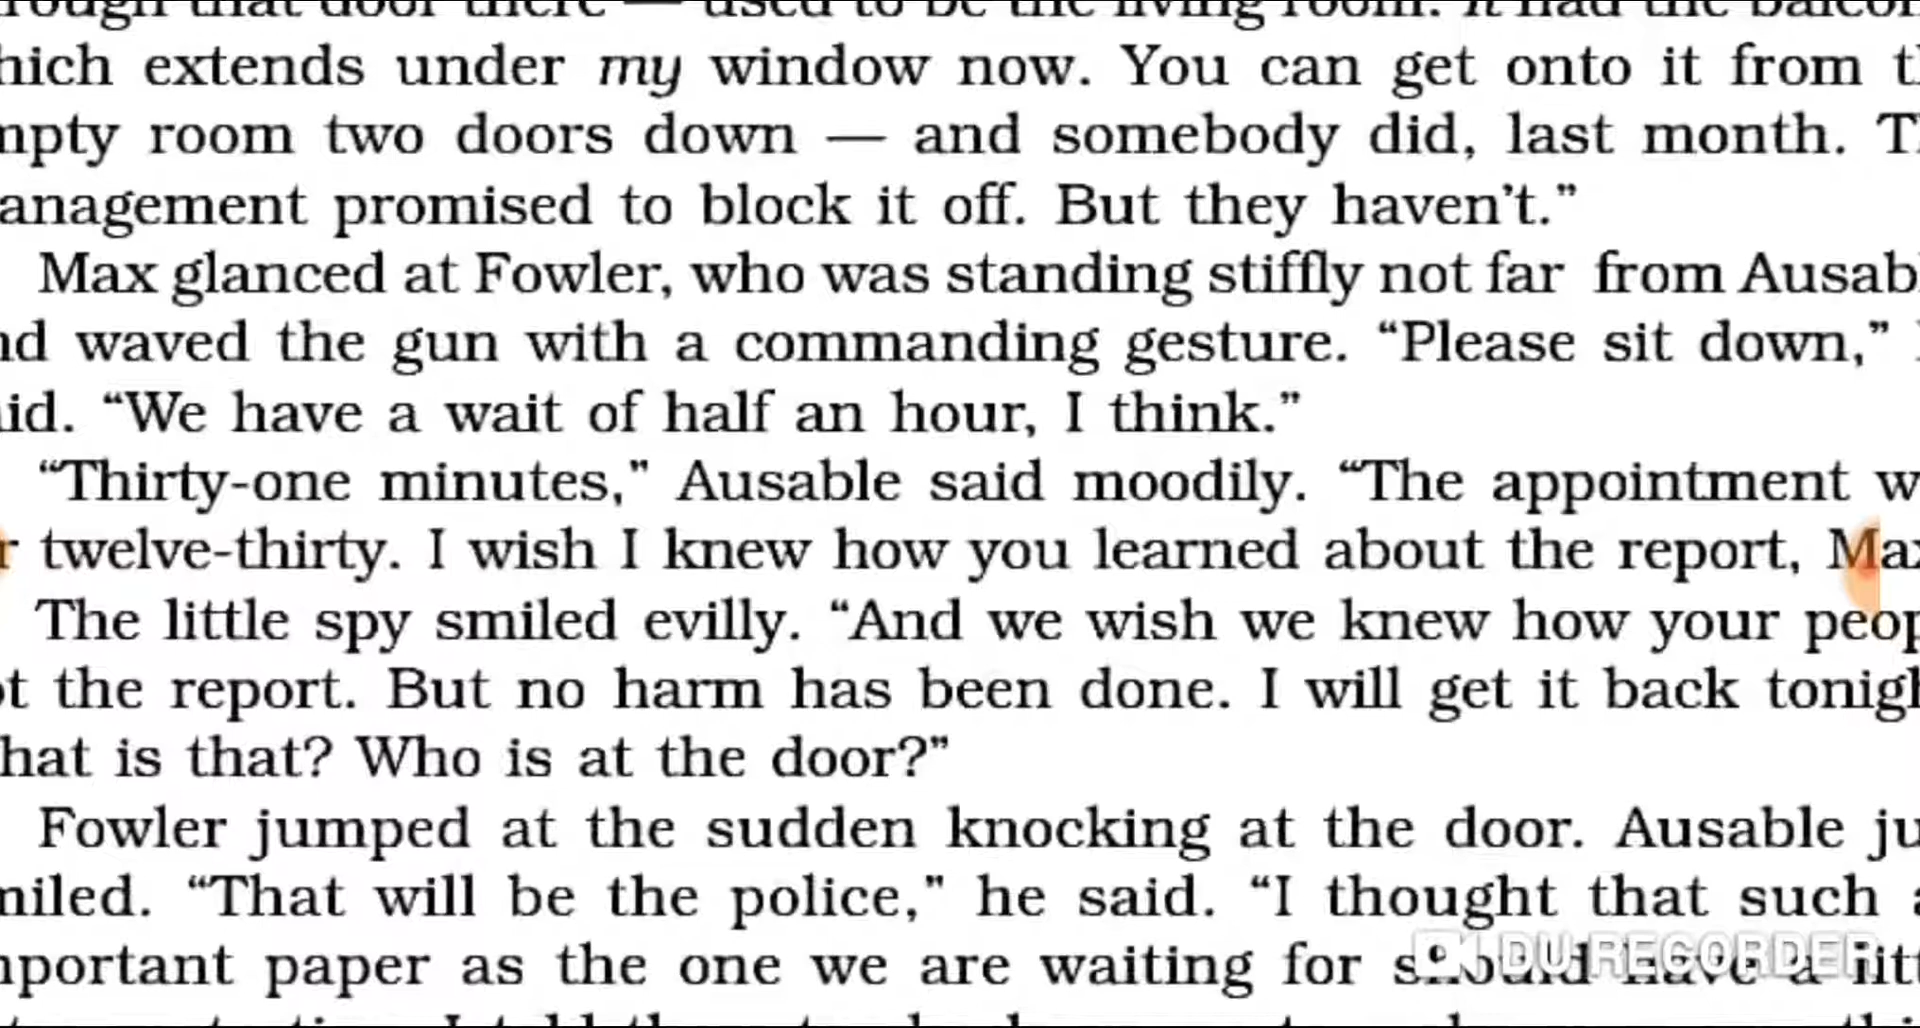 rough that door there — used to be the living room. It had the balcon
hich extends under my window now. You can get onto it from t
mpty room two doors down — and somebody did, last month. T
anagement promised to block it off. But they haven't."
Max glanced at Fowler, who was standing stiffly not far from Ausab
nd waved the gun with a commanding gesture. “Please sit down,”
id. “We have a wait of half an hour, I think.”
“Thirty-one minutes,” Ausable said moodily. “The appointment w
r twelve-thirty. I wish I knew how you learned about the report, Max
The little spy smiled evilly. “And we wish we knew how your peop
ot the report. But no harm has been done. I will get it back tonigh
hat is that? Who is at the door?”
Fowler jumped at the sudden knocking at the door. Ausable ju
miled. “That will be the police,” he said. “I thought that such a
mportant paper as the one we are waiting for should have a litt
DU RECORDER